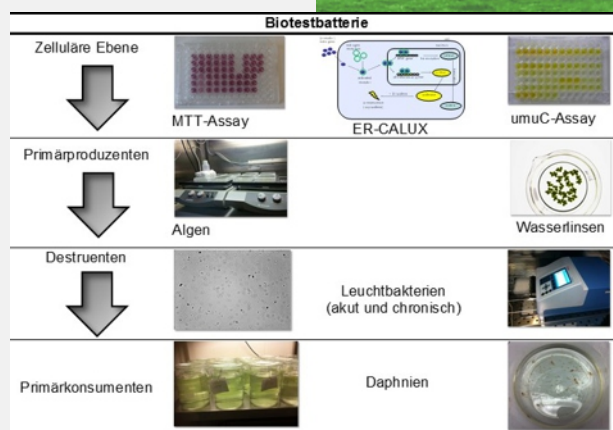 Biotestbatterie
Zelluläre Ebene
MTT-Assay
ER-CALUX
umuC-Assay
Primärproduzenten
Algen
Wasserlinsen
Destruenten
Leuchtbakterien
(akut und chronisch)
Primärkonsumenten
Daphnien